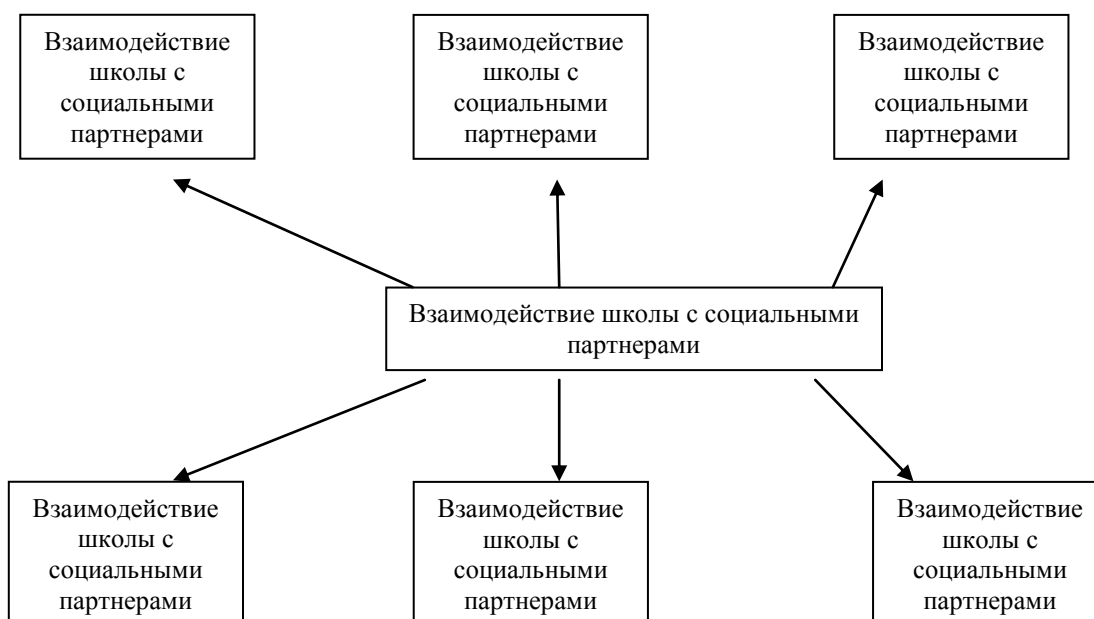 Взаимодействие
школы с
социальными
партнерами
Взаимодействие
школы с
социальными
партнерами
Взаимодействие
школы с
социальными
партнерами
Взаимодействие школы с социальными
партнерами
Взаимодействие
школы с
социальными
партнерами
Взаимодействие
школы с
социальными
партнерами
Взаимодействие
школы с
социальными
партнерами